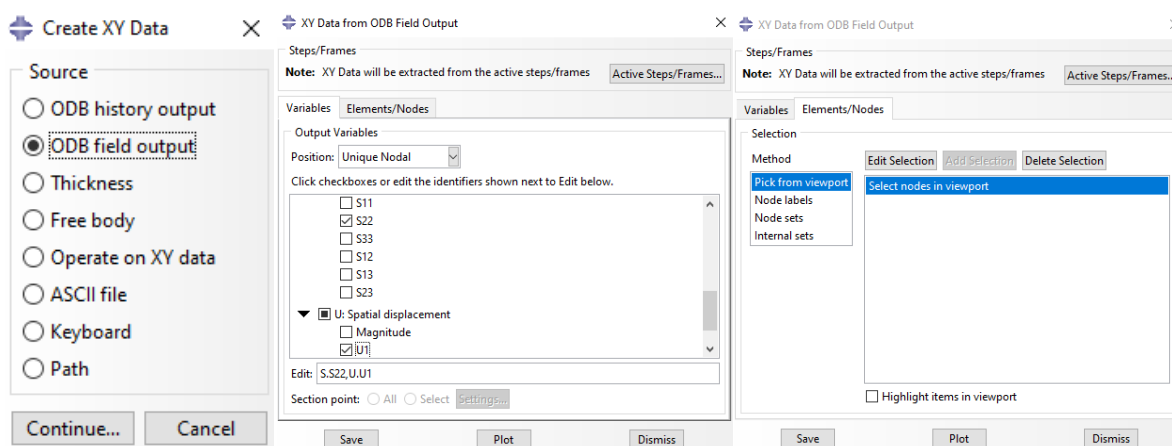 Create XY Data
Source
ODB history output
ODB field output
Thickness
Free body
Operate on XY data
ASCII file
Keyboard
Path
Continue...
Cancel
XY Data from ODB Field Output
Steps/Frames
Note: XY Data will be extracted from the active steps/frames
Active Steps/Frames...
Variables
Elements/Nodes
Output Variables
Position:
Unique Nodal
Click checkboxes or edit the identifiers shown next to Edit below.
S11
S22
S33
S12
S13
S23
U: Spatial displacement
Magnitude
U1
Edit:
S.S22,U.U1
Section point:
All
Select
Settings...
Save
Plot
Dismiss
XY Data from ODB Field Output
Steps/Frames
Note: XY Data will be extracted from the active steps/frames
Active Steps/Frames..
Variables
Elements/Nodes
Selection
Method
Edit Selection
Add Selection
Delete Selection
Pick from viewport
Node labels
Node sets
Internal sets
Select nodes in viewport
Highlight items in viewport
Save
Plot
Dismiss